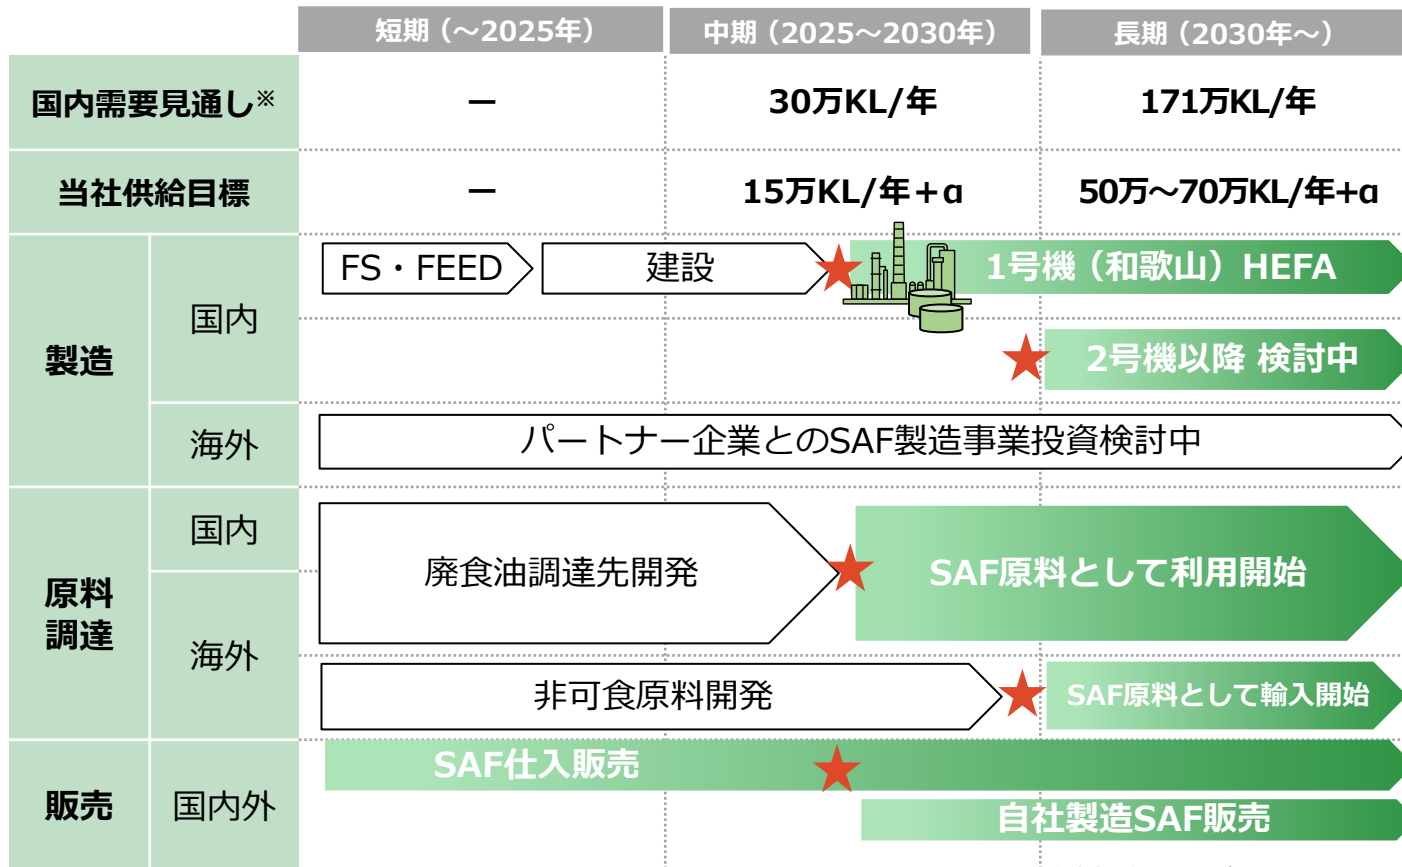 短期（～2025年） 中期（2025～2030年） 長期（2030年～）
国内需要見通し※ ー 30万KL/年 171万KL/年
当社供給目標 ー 15万KL/年＋α 50万～70万KL/年+α
製造
国内
FS・FEED 建設 1号機（和歌山）HEFA
2号機以降 検討中
海外
パートナー企業とのSAF製造事業投資検討中
原料
調達
国内
廃食油調達先開発 SAF原料として利用開始
海外
非可食原料開発 SAF原料として輸入開始
販売
国内外
SAF仕入販売
自社製造SAF販売